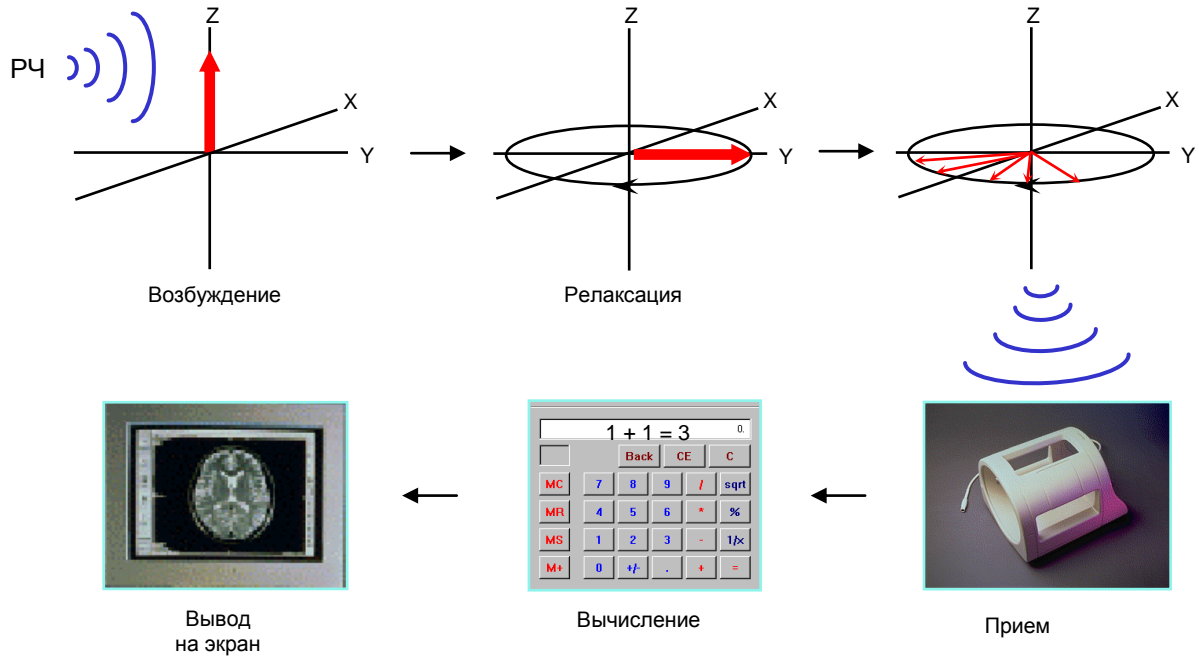 Z
Z
Z
РЧ
X
X
X
Y
Y
Y
Возбуждение
Релаксация
1 + 1 = 3
0.
Back CE C
MC 7 8 9 / sqrt
MR 4 5 6 * %
MS 1 2 3 - 1/x
M+ 0 +/- . + =
Вывод
на экран
Вычисление
Прием